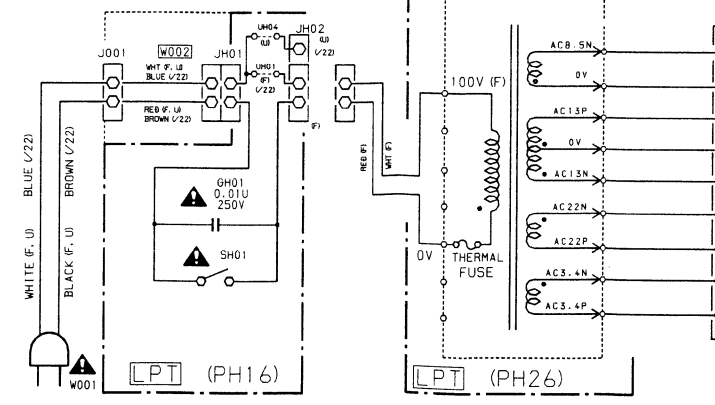 JO01
W002
JH01
UH04
(U)
JH02
(U)
(/22)
WHT (F, U)
BLUE (/22)
UH01
(F)
(/22)
RED (F, U)
BROWN (/22)
(F)
BLUE (/22)
BROWN (/22)
WHITE (F, U)
BLACK (F, U)
GH01
0.01U
250V
SH01
W001
LPT (PH16)
RED (F)
WHT (F)
100V (F)
0V
THERMAL
FUSE
AC8.5N
0V
AC13P
0V
AC13N
AC22N
AC22P
AC3.4N
AC3.4P
LPT (PH26)